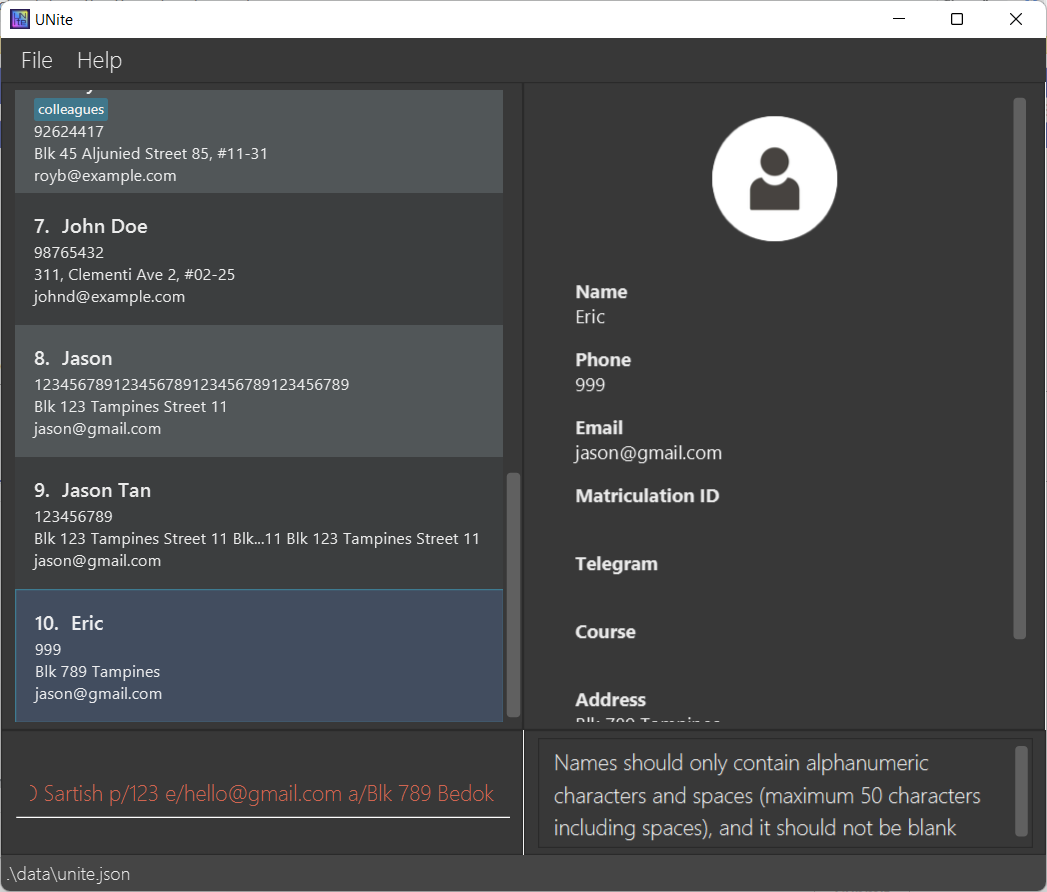 UNite
File Help
colleagues
92624417
Blk 45 Aljunied Street 85, #11-31
royb@example.com
7. John Doe
98765432
311, Clementi Ave 2, #02-25
johnd@example.com
8. Jason
123456789123456789123456789123456789
Blk 123 Tampines Street 11
jason@gmail.com
9. Jason Tan
123456789
Blk 123 Tampines Street 11 Blk...11 Blk 123 Tampines Street 11
jason@gmail.com
10. Eric
999
Blk 789 Tampines
jason@gmail.com
Name
Eric
Phone
999
Email
jason@gmail.com
Matriculation ID
Telegram
Course
Address
Blk 789 Tampines
Sartish p/123 e/hello@gmail.com a/Blk 789 Bedok
Names should only contain alphanumeric
characters and spaces (maximum 50 characters
including spaces), and it should not be blank
.\data\unite.json